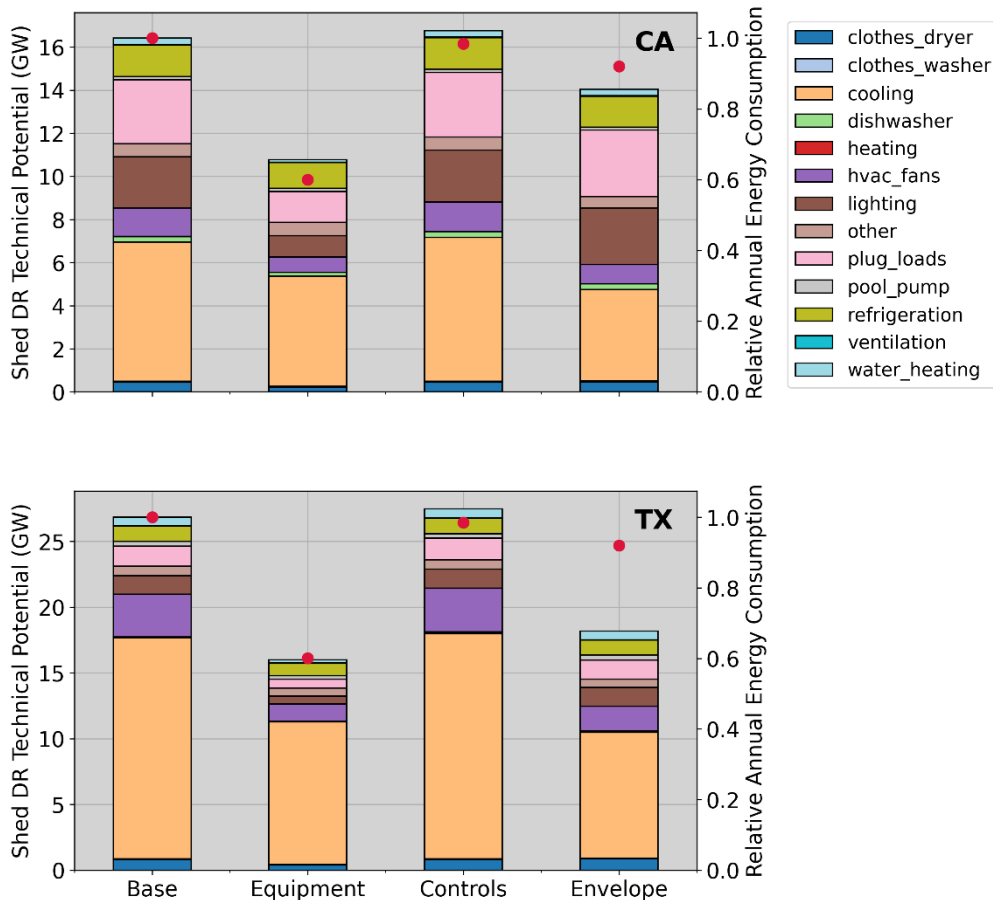 CA
Shed DR Technical Potential (GW)
16
14
12
10
8
6
4
2
0
1.0
0.8
0.6
0.4
0.2
0.0
Relative Annual Energy Consumption
clothes_dryer
clothes_washer
cooling
dishwasher
heating
hvac_fans
lighting
other
plug_loads
pool_pump
refrigeration
ventilation
water_heating
TX
Shed DR Technical Potential (GW)
25
20
15
10
5
0
1.0
0.8
0.6
0.4
0.2
0.0
Relative Annual Energy Consumption
Base Equipment Controls Envelope